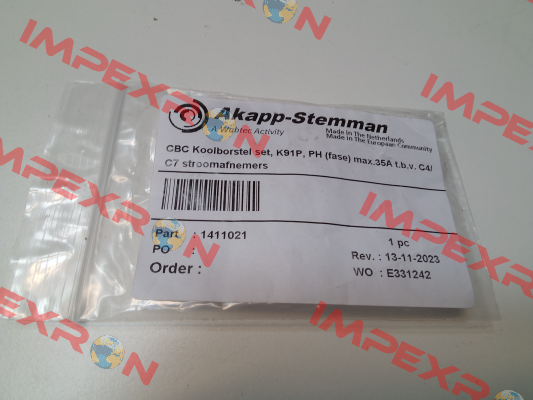 IMPEXRON
Akapp-Stemman
A Wabtec Activity
Made in The Netherlands
Made in The European Community
CBC Koolborstel set, K91P, PH (fase) max.35A t.b.v. C4/
C7 stroomafnemers
Part : 1411021
1 pc
PO :
Rev. : 13-11-2023
Order :
WO : E331242
IMPEXRON
IMPEXRON
IMPEXRON